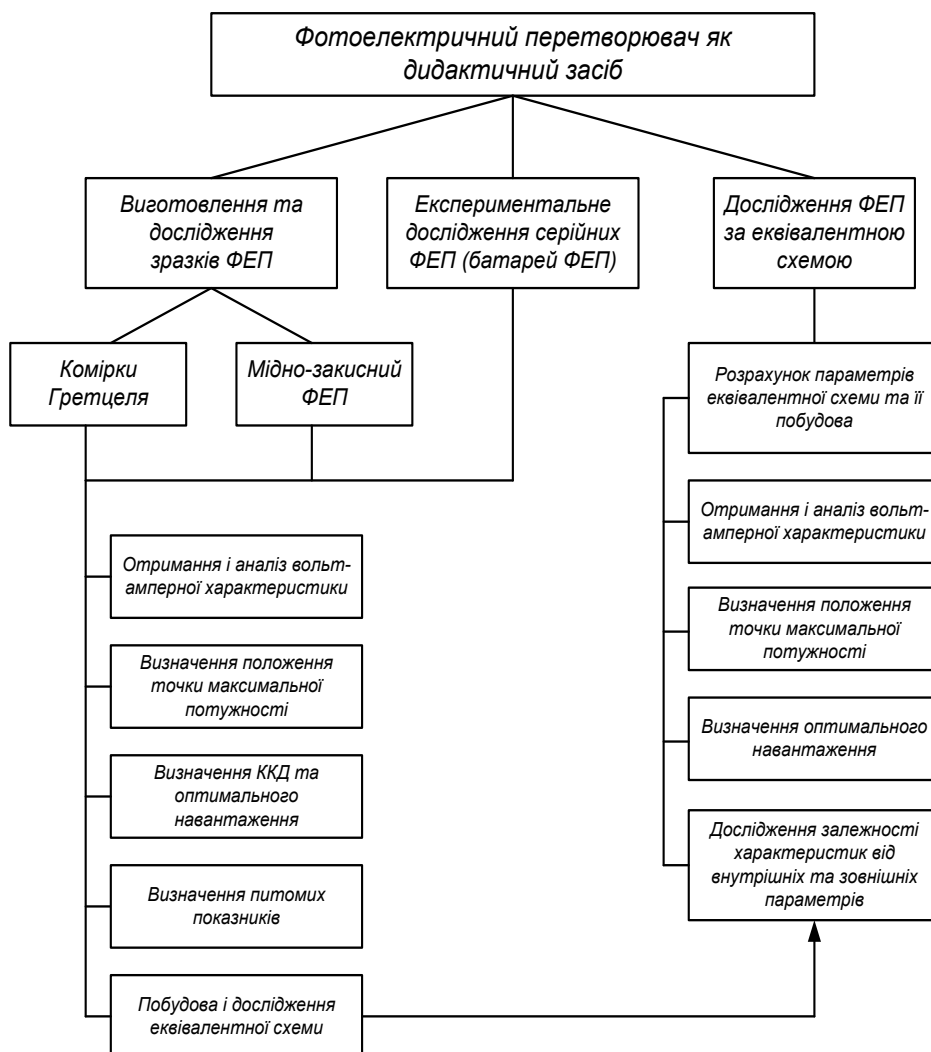 Фотоелектричний перетворювач як
дидактичний засіб
Виготовлення та
дослідження
зразків ФЕП
Експериментальне
дослідження серійних
ФЕП (батарей ФЕП)
Дослідження ФЕП
за еквівалентною
схемою
Комірки
Гретцеля
Мідно-закисний
ФЕП
Розрахунок параметрів
еквівалентної схеми та її
побудова
Отримання і аналіз вольт-
амперної характеристики
Визначення положення
точки максимальної
потужності
Визначення оптимального
навантаження
Дослідження залежності
характеристик від
внутрішніх та зовнішніх
параметрів
Отримання і аналіз вольт-
амперної характеристики
Визначення положення
точки максимальної
потужності
Визначення ККД та
оптимального
навантаження
Визначення питомих
показників
Побудова і дослідження
еквівалентної схеми